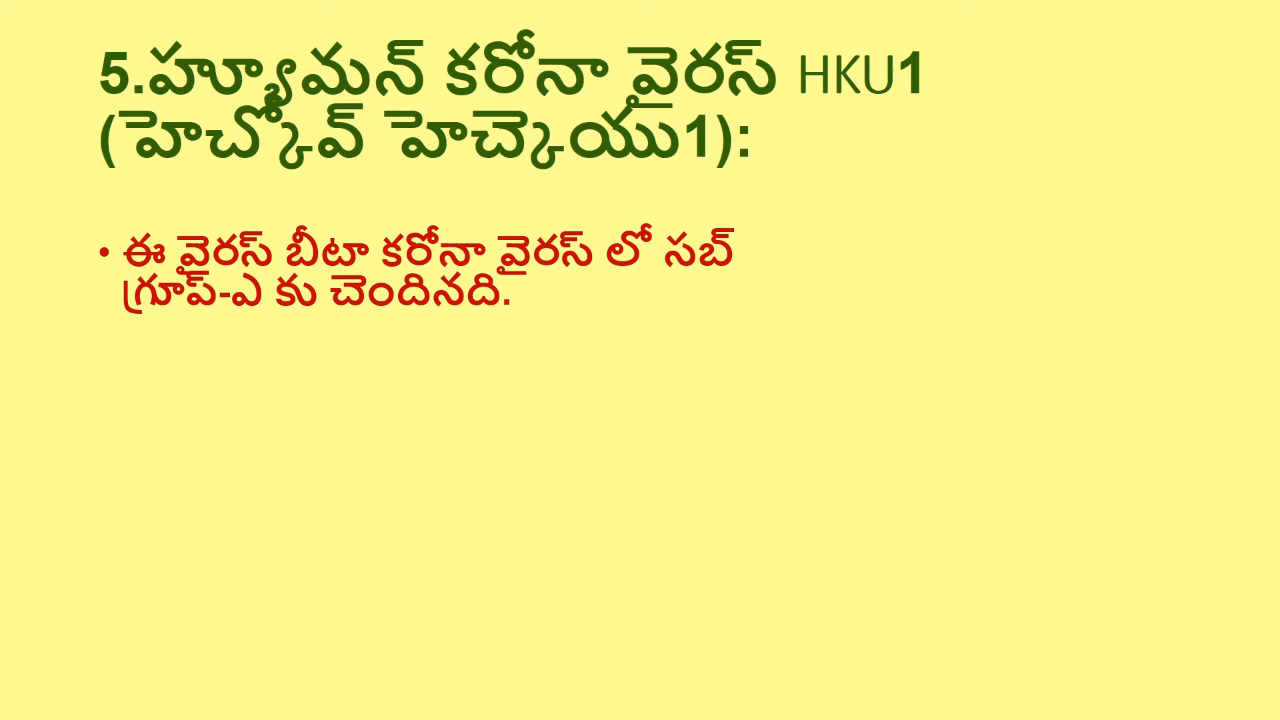 5.హ్యూమన్ కరోనా వైరస్ HKU1
(హెచ్కోవ్ హెచ్కెయు1):
• ఈ వైరస్ బీటా కరోనా వైరస్ లో సబ్
గ్రూప్-ఎ కు చెందినది.